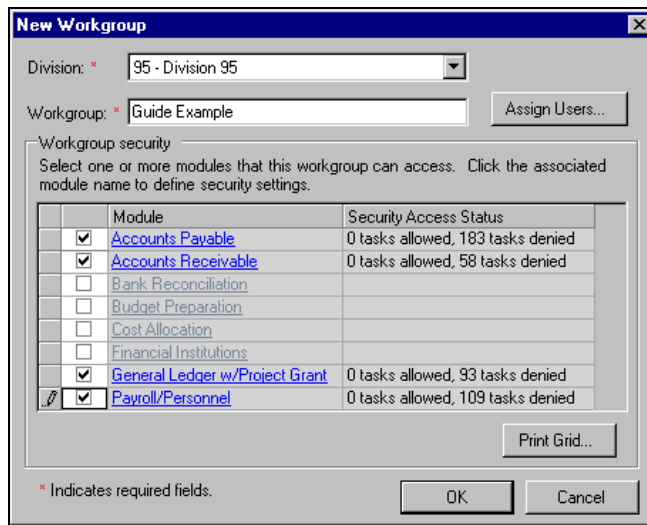 New Workgroup
Division: * 95 - Division 95
Workgroup: * Guide Example Assign Users...
Workgroup security
Select one or more modules that this workgroup can access. Click the associated
module name to define security settings.
Module Security Access Status
Accounts Payable 0 tasks allowed, 183 tasks denied
Accounts Receivable 0 tasks allowed, 58 tasks denied
Bank Reconciliation
Budget Preparation
Cost Allocation
Financial Institutions
General Ledger w/Project Grant 0 tasks allowed, 93 tasks denied
Payroll/Personnel 0 tasks allowed, 109 tasks denied
Print Grid...
* Indicates required fields.
OK Cancel